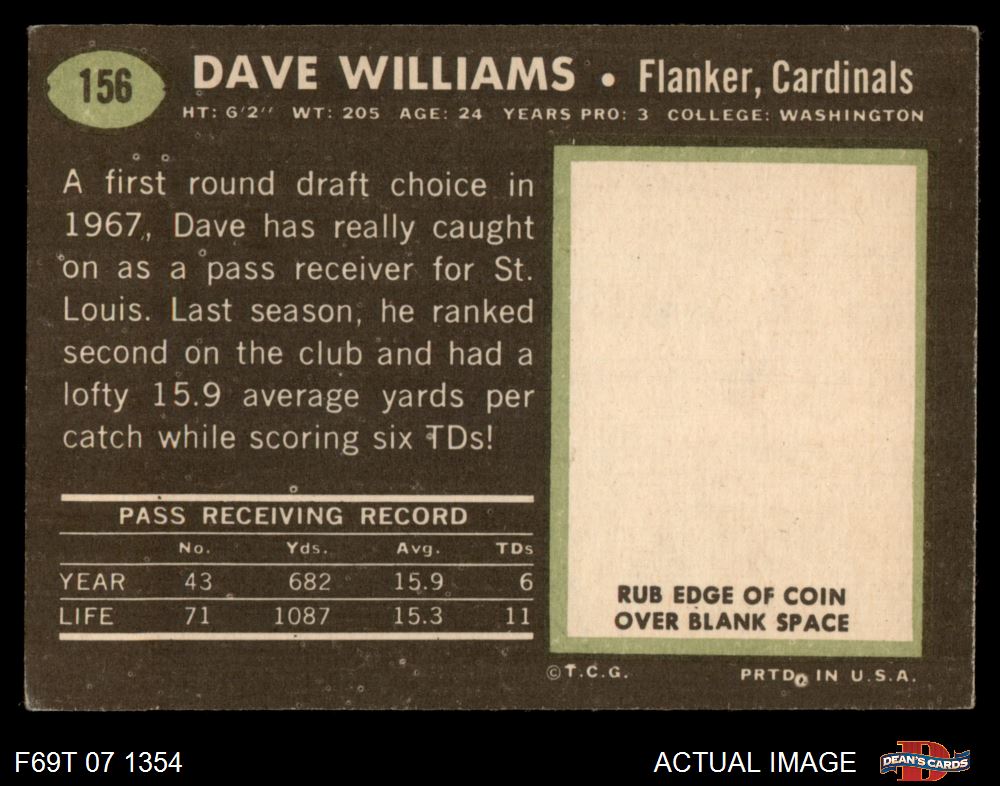 156
DAVE WILLIAMS • Flanker, Cardinals
HT: 6'2'' WT: 205 AGE: 24 YEARS PRO: 3 COLLEGE: WASHINGTON
A first round draft choice in
1967, Dave has really caught
on as a pass receiver for St.
Louis. Last season, he ranked
second on the club and had a
lofty 15.9 average yards per
catch while scoring six TDs!
PASS RECEIVING RECORD
No. Yds. Avg. TDs
YEAR 43 682 15.9 6
LIFE 71 1087 15.3 11
RUB EDGE OF COIN
OVER BLANK SPACE
©T.C.G. PRTD. IN U.S.A.
F69T 07 1354
ACTUAL IMAGE
D
DEAN'S CARDS